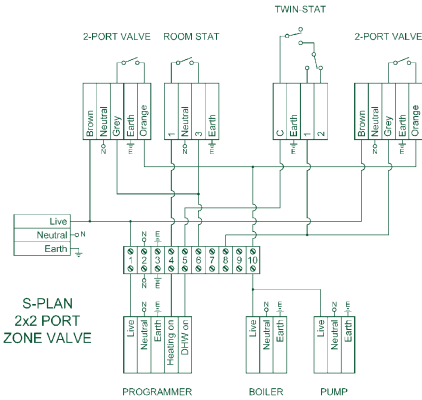 TWIN-STAT
2-PORT VALVE
ROOM STAT
2-PORT VALVE
Brown
Neutral
Grey
Earth
Orange
1
3
Earth
C
Earth
1
2
Brown
Neutral
Grey
Earth
Orange
N
E
N
E
E
N
E
Live
Neutral N
Earth
N
E
1 2 3 4 5 6 7 8 9 10
N
E
S-PLAN
2x2 PORT
ZONE VALVE
Live
Neutral
Earth
Heating on
DHW on
Live
Neutral
Earth
Live
Neutral
Earth
PROGRAMMER
BOILER
PUMP